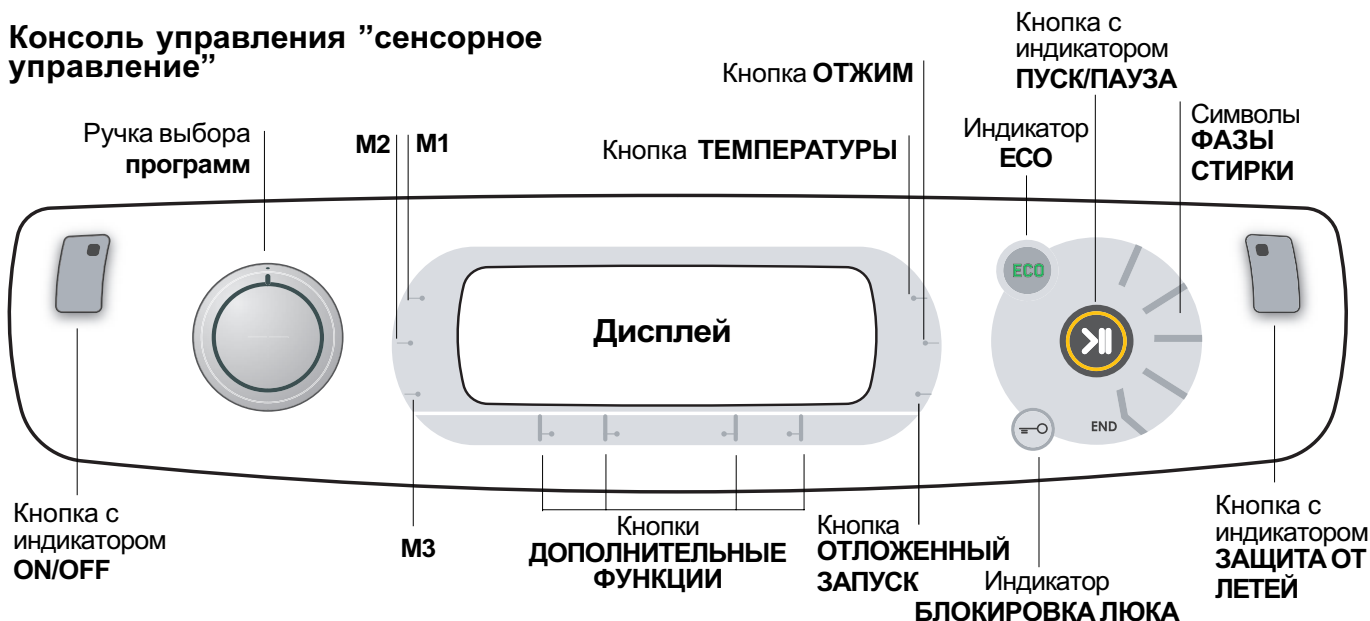 Консоль управления ”сенсорное
управление”
Кнопка с
индикатором
ПУСК/ПАУЗА
Кнопка ОТЖИМ
Символы
ФАЗЫ
СТИРКИ
Ручка выбора
программ
M2 M1
Кнопка ТЕМПЕРАТУРЫ
Индикатор
ECO
ECO
Дисплей
END
Кнопка с
индикатором
ON/OFF
M3
Кнопки
ДОПОЛНИТЕЛЬНЫЕ
ФУНКЦИИ
Кнопка
ОТЛОЖЕННЫЙ
ЗАПУСК
Индикатор
БЛОКИРОВКА ЛЮКА
Кнопка с
индикатором
ЗАЩИТА ОТ
ЛЕТЕЙ